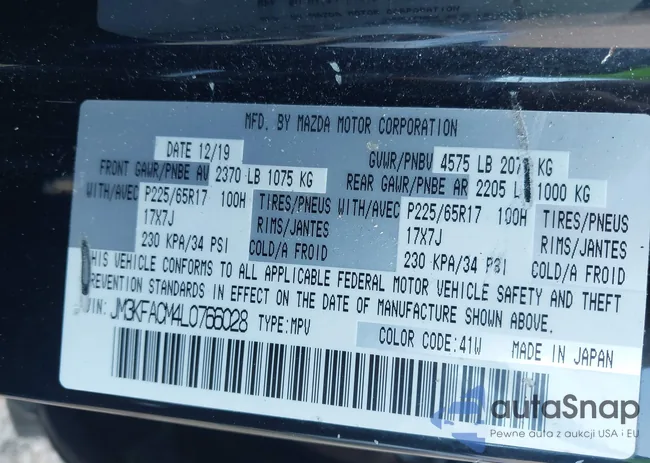 MFD. BY MAZDA MOTOR CORPORATION
DATE 12/19 GVWR/PNBV 4575 LB KG
FRONT GAWR/PNBE AV 2370 LB 1075 KG REAR GAWR/PNBE AR 2205 1000 KG
WITH/AVEC P225/65R17 100H TIRES/PNEUS WITH/AVEC P225/65R17 100H TIRES/PNEUS
17X7J RIMS/JANTES 17X7J RIMS/JANTES
230 KPA/34 PSI COLD/A FROID 230 KPA/34 PSI COLD/A FROID
THIS VEHICLE CONFORMS TO ALL APPLICABLE FEDERAL MOTOR VEHICLE SAFETY AND THEFT
PREVENTION STANDARDS IN EFFECT ON THE DATE OF MANUFACTURE SHOWN ABOVE.
VIN: JM3KFACM4L0766028 TYPE:MPV COLOR CODE:41W MADE IN JAPAN
autaSnap
Pewne auta z aukcji USA i EU